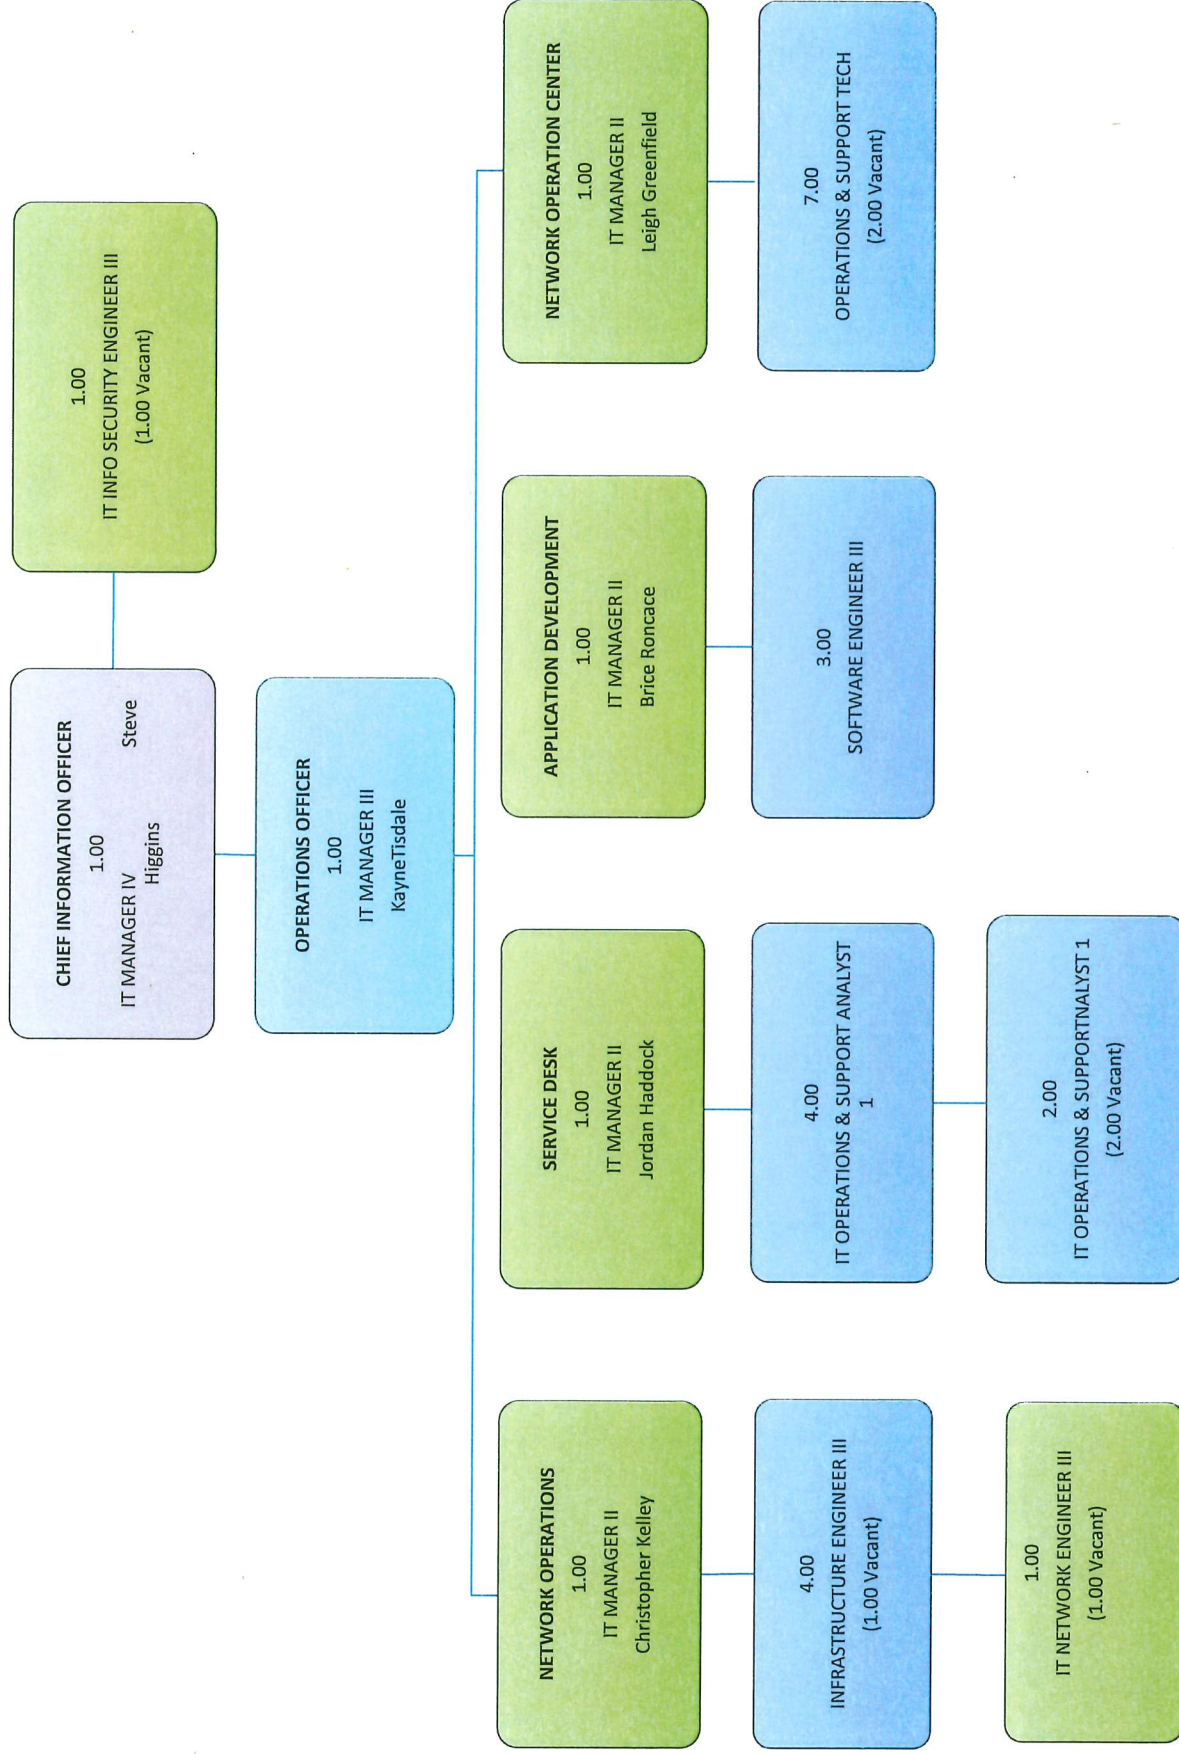 CHIEF INFORMATION OFFICER
1.00
IT MANAGER IV Steve
Higgins
1.00
IT INFO SECURITY ENGINEER III
(1.00 Vacant)
OPERATIONS OFFICER
1.00
IT MANAGER III
KayneTisdale
NETWORK OPERATIONS
1.00
IT MANAGER II
Christopher Kelley
SERVICE DESK
1.00
IT MANAGER II
Jordan Haddock
APPLICATION DEVELOPMENT
1.00
IT MANAGER II
Brice Roncace
NETWORK OPERATION CENTER
1.00
IT MANAGER II
Leigh Greenfield
4.00
INFRASTRUCTURE ENGINEER III
(1.00 Vacant)
4.00
IT OPERATIONS & SUPPORT ANALYST
1
3.00
SOFTWARE ENGINEER III
7.00
OPERATIONS & SUPPORT TECH
(2.00 Vacant)
1.00
IT NETWORK ENGINEER III
(1.00 Vacant)
2.00
IT OPERATIONS & SUPPORTNALYST 1
(2.00 Vacant)